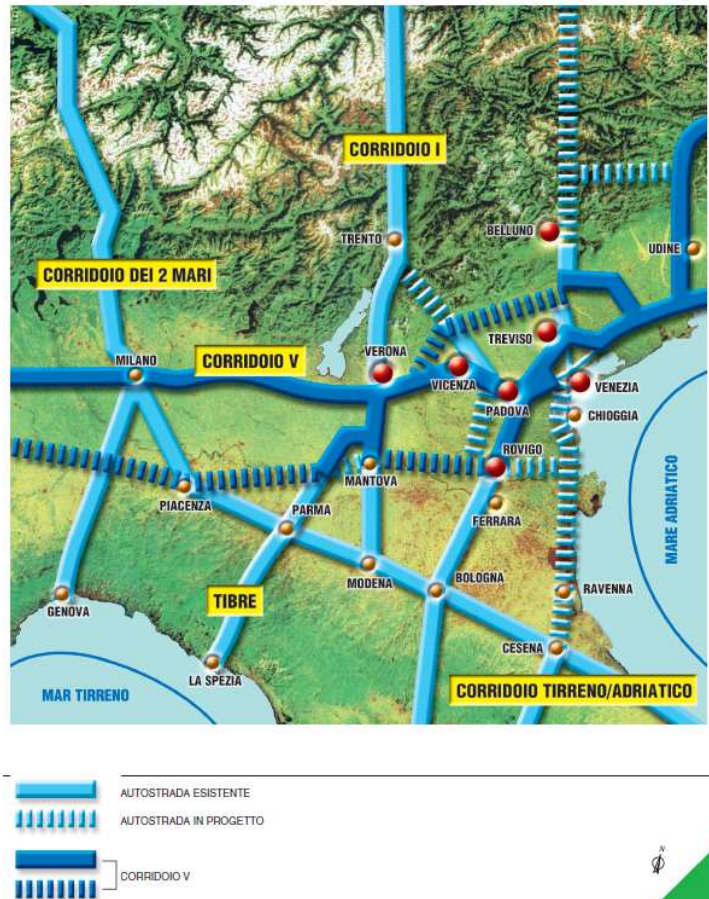 CORRIDOIO I
TRENTO
BELLUNO
UDINE
CORRIDOIO DEI 2 MARI
MILANO
CORRIDOIO V
VERONA
TREVISO
VICENZA
VENEZIA
PADOVA
CHIOGGIA
ROVIGO
MANTOVA
PIACENZA
PARMA
FERRARA
MARE ADRIATICO
MODENA
BOLOGNA
RAVENNA
GENOVA
TIBRE
CESENA
LA SPEZIA
MAR TIRRENO
CORRIDOIO TIRRENO/ADRIATICO
AUTOSTRADA ESISTENTE
AUTOSTRADA IN PROGETTO
CORRIDOIO V
N